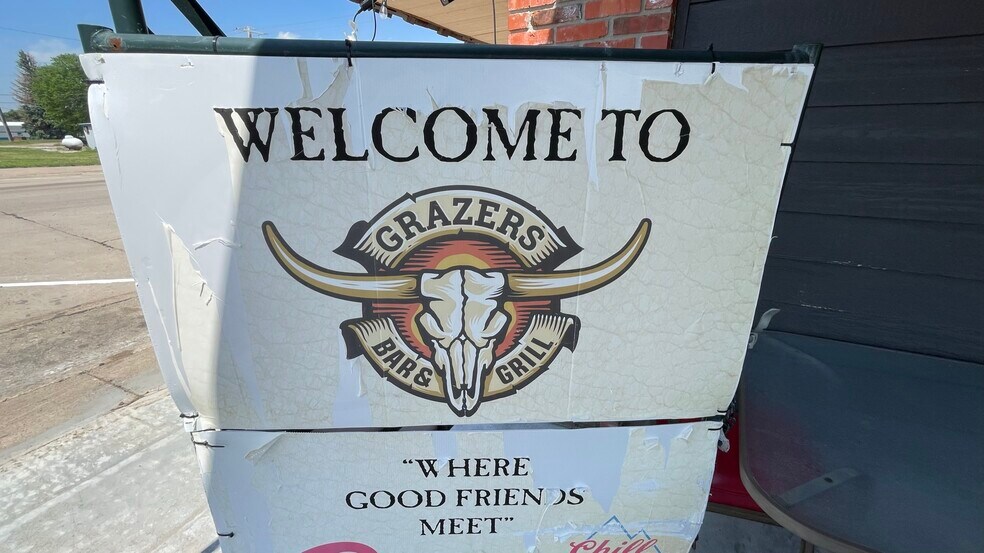 WELCOME TO
GRAZERS
BAR & GRILL
"WHERE
GOOD FRIENDS
MEET"
Chill